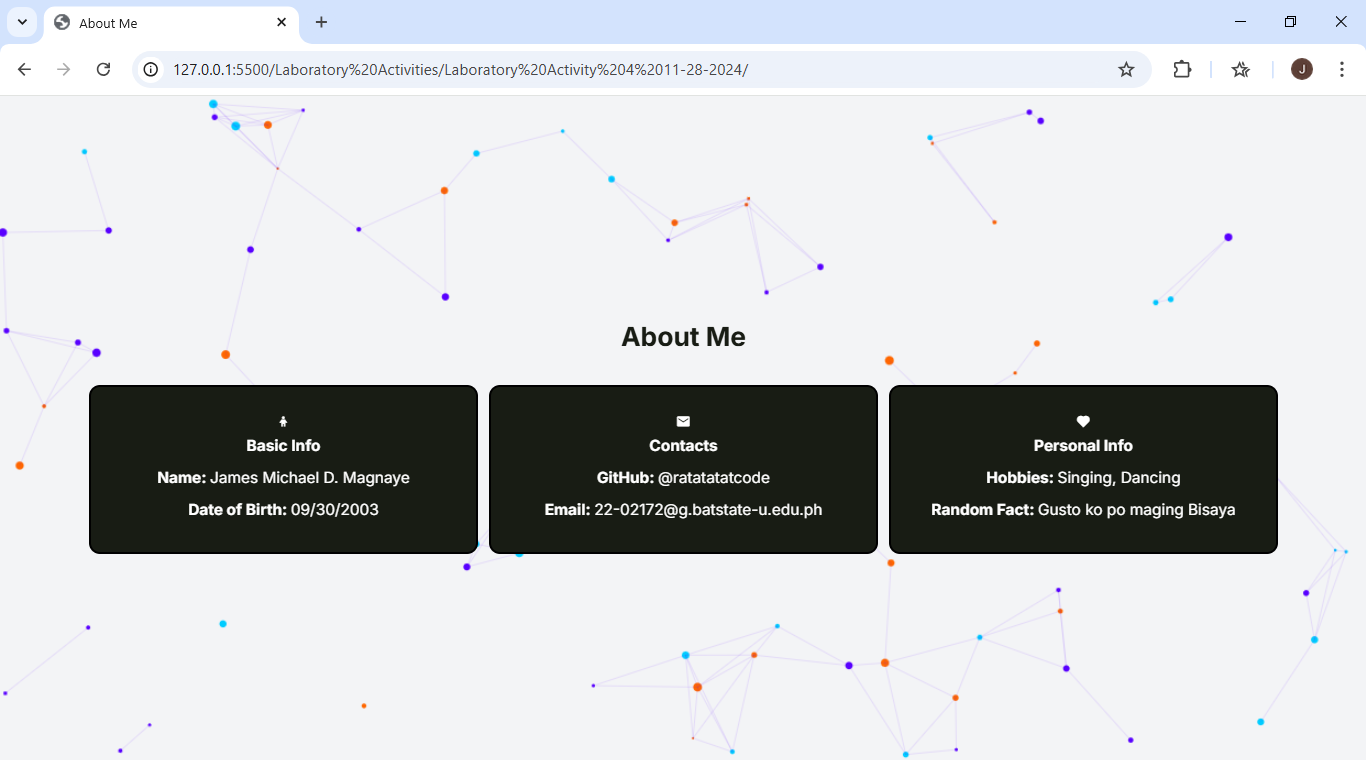 About Me
127.0.0.1:5500/Laboratory%20Activities/Laboratory%20Activity%204%2011-28-2024/
J
About Me
Basic Info
Name: James Michael D. Magnaye
Date of Birth: 09/30/2003
Contacts
GitHub: @ratatatatcode
Email: 22-02172@g.batstate-u.edu.ph
Personal Info
Hobbies: Singing, Dancing
Random Fact: Gusto ko po maging Bisaya